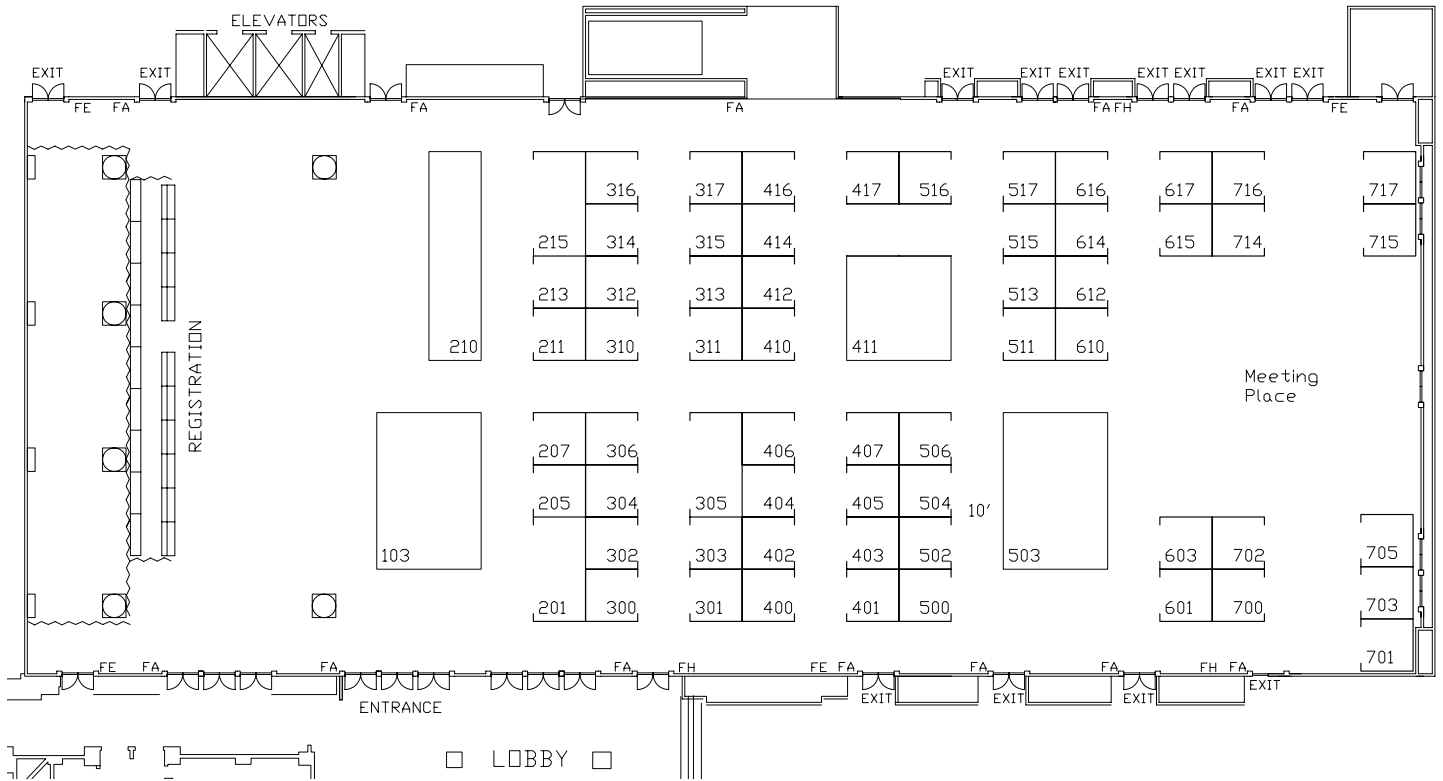 ELEVATORS
EXIT EXIT EXIT EXIT EXIT EXIT EXIT EXIT EXIT
FE FA FA FA FA FH FA FE
316 317 416 417 516 517 616 617 716 717
215 314 315 414 515 614 615 714 715
213 312 313 412 513 612
210 211 310 311 410 411 511 610
REGISTRATION
Meeting
Place
207 306 406 407 506
205 304 305 404 405 504 10'
103 302 303 402 403 502 503 603 702 705
201 300 301 400 401 500 601 700 703
701
FE FA FA FA FH FE FA FA FA FH FA
EXIT EXIT EXIT EXIT
ENTRANCE
LOBBY